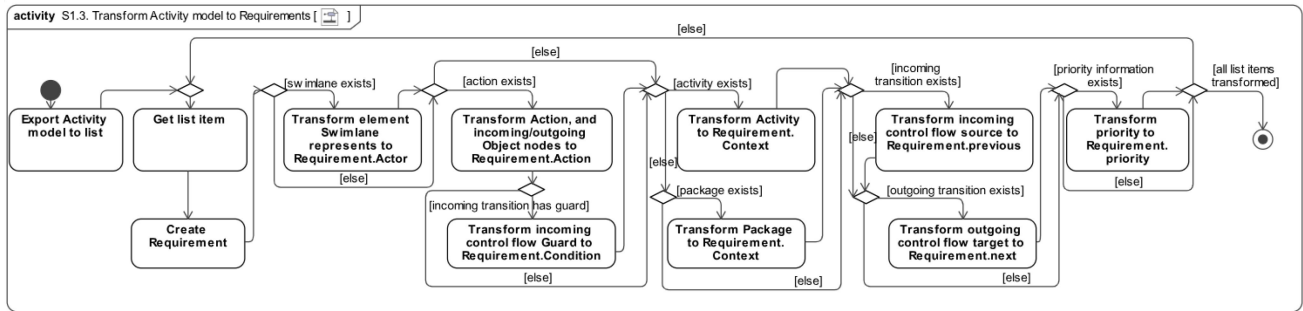 activity S1.3. Transform Activity model to Requirements [ ]
[else]
[else]
[swimlane exists]
[action exists]
[activity exists]
[incoming
transition exists]
[priority information
exists]
[all list items
transformed]
Export Activity
model to list
Get list item
Transform element
Swimlane
represents to
Requirement.Actor
Transform Action, and
incoming/outgoing
Object nodes to
Requirement.Action
Transform Activity
to Requirement.
Context
Transform incoming
control flow source to
Requirement.previous
Transform
priority to
Requirement.
priority
[else]
[else]
[else]
[else]
[incoming transition has guard]
[package exists]
[outgoing transition exists]
Create
Requirement
Transform incoming
control flow Guard to
Requirement.Condition
Transform Package
to Requirement.
Context
Transform outgoing
control flow target to
Requirement.next
[else]
[else]
[else]